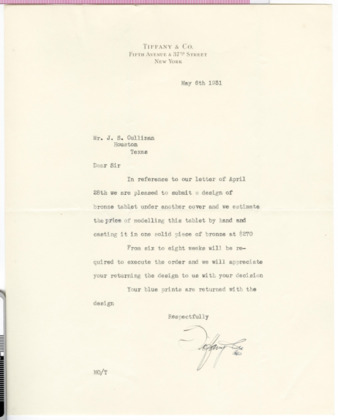 TIFFANY & CO.
FIFTH AVENUE & 37TH STREET
NEW YORK
May 6th 1931
Mr. J. S. Cullinan
Houston
Texas
Dear Sir
In reference to our letter of April
28th we are pleased to submit a design of
bronze tablet under another cover and we estimate
the price of modelling this tablet by hand and
casting it in one solid piece of bronze at $272
From six to eight weeks will be re-
quired to execute the order and we will appreciate
your returning the design to us with your decision
Your blue prints are returned with the
design
Respectfully
Tiffany & Co
HO/T